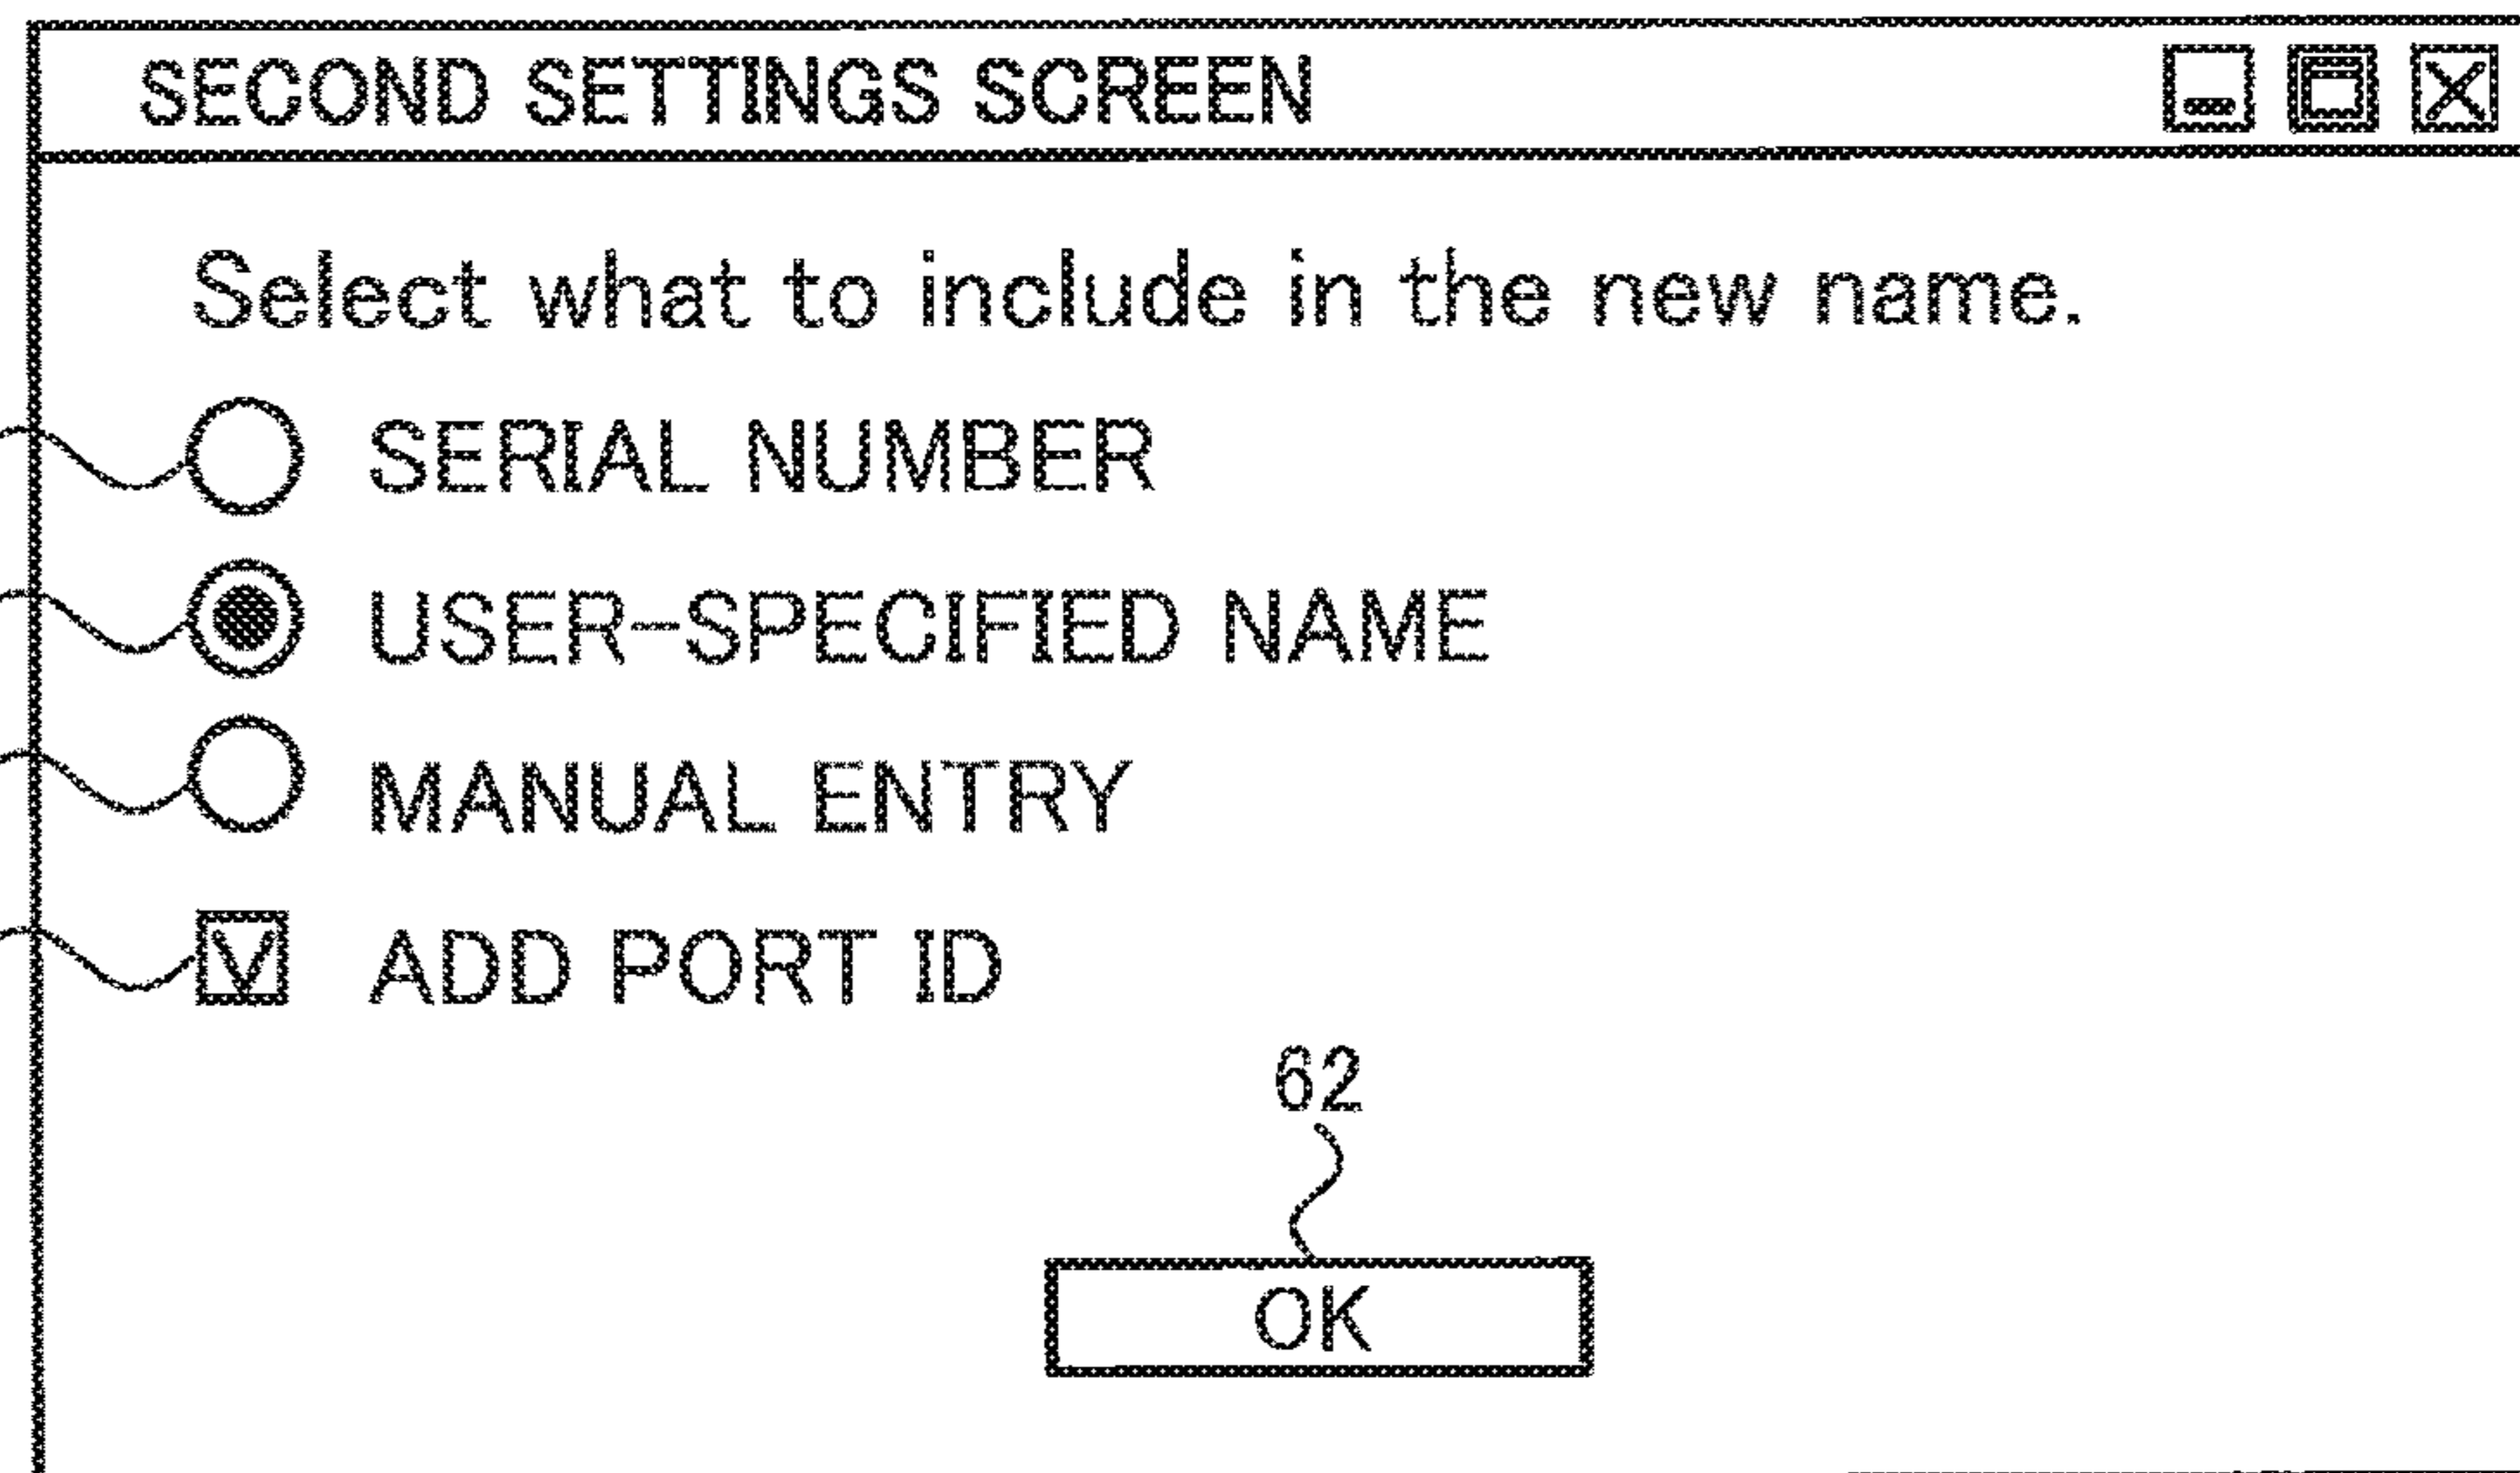 SECOND SETTINGS SCREEN
Select what to include in the new name.
SERIAL NUMBER
USER-SPECIFIED NAME
MANUAL ENTRY
ADD PORT ID
62
OK